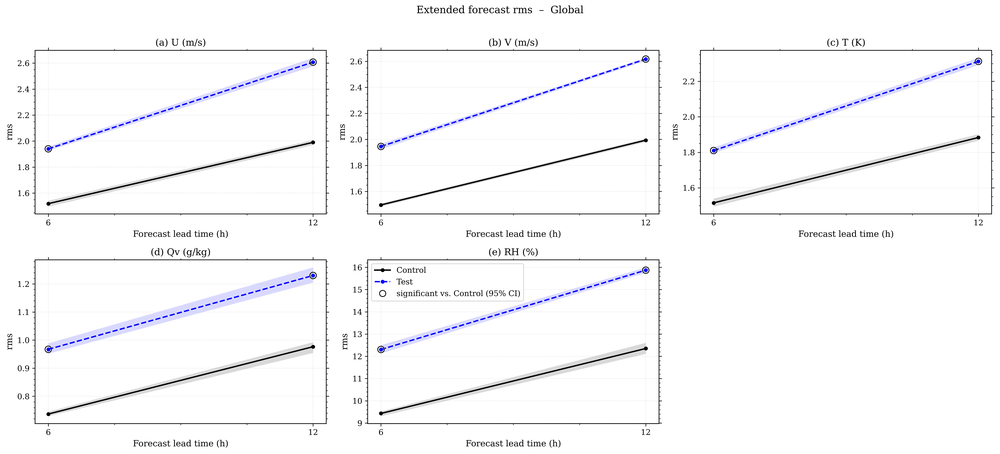 Extended forecast rms – Global
(a) U (m/s)
rms
2.6
2.4
2.2
2.0
1.8
1.6
6
12
Forecast lead time (h)
(b) V (m/s)
rms
2.6
2.4
2.2
2.0
1.8
1.6
6
12
Forecast lead time (h)
(c) T (K)
rms
2.2
2.0
1.8
1.6
6
12
Forecast lead time (h)
(d) Qv (g/kg)
rms
1.2
1.1
1.0
0.9
0.8
6
12
Forecast lead time (h)
(e) RH (%)
rms
16
15
14
13
12
11
10
9
Control
Test
significant vs. Control (95% CI)
6
12
Forecast lead time (h)